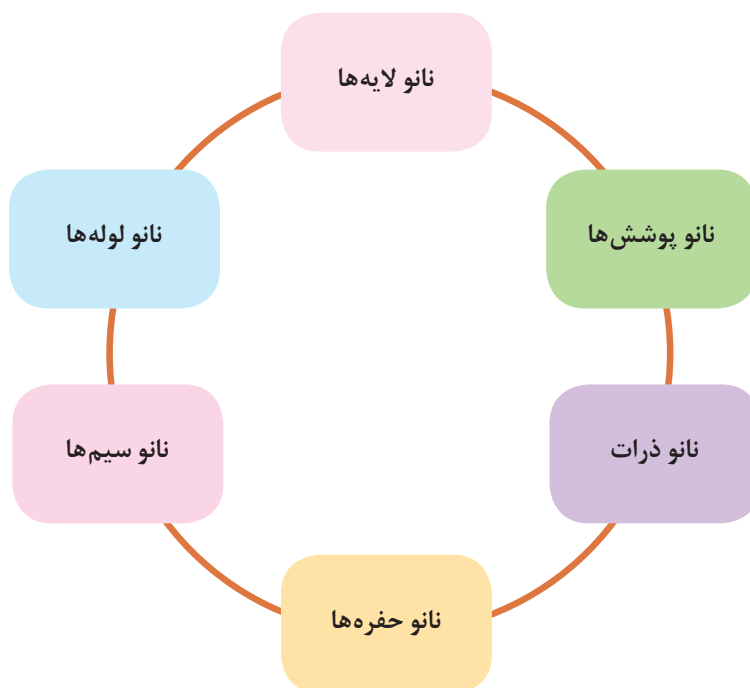 نانو لایه‌ها
نانو پوشش‌ها
نانو لوله‌ها
نانو ذرات
نانو سیم‌ها
نانو حفره‌ها